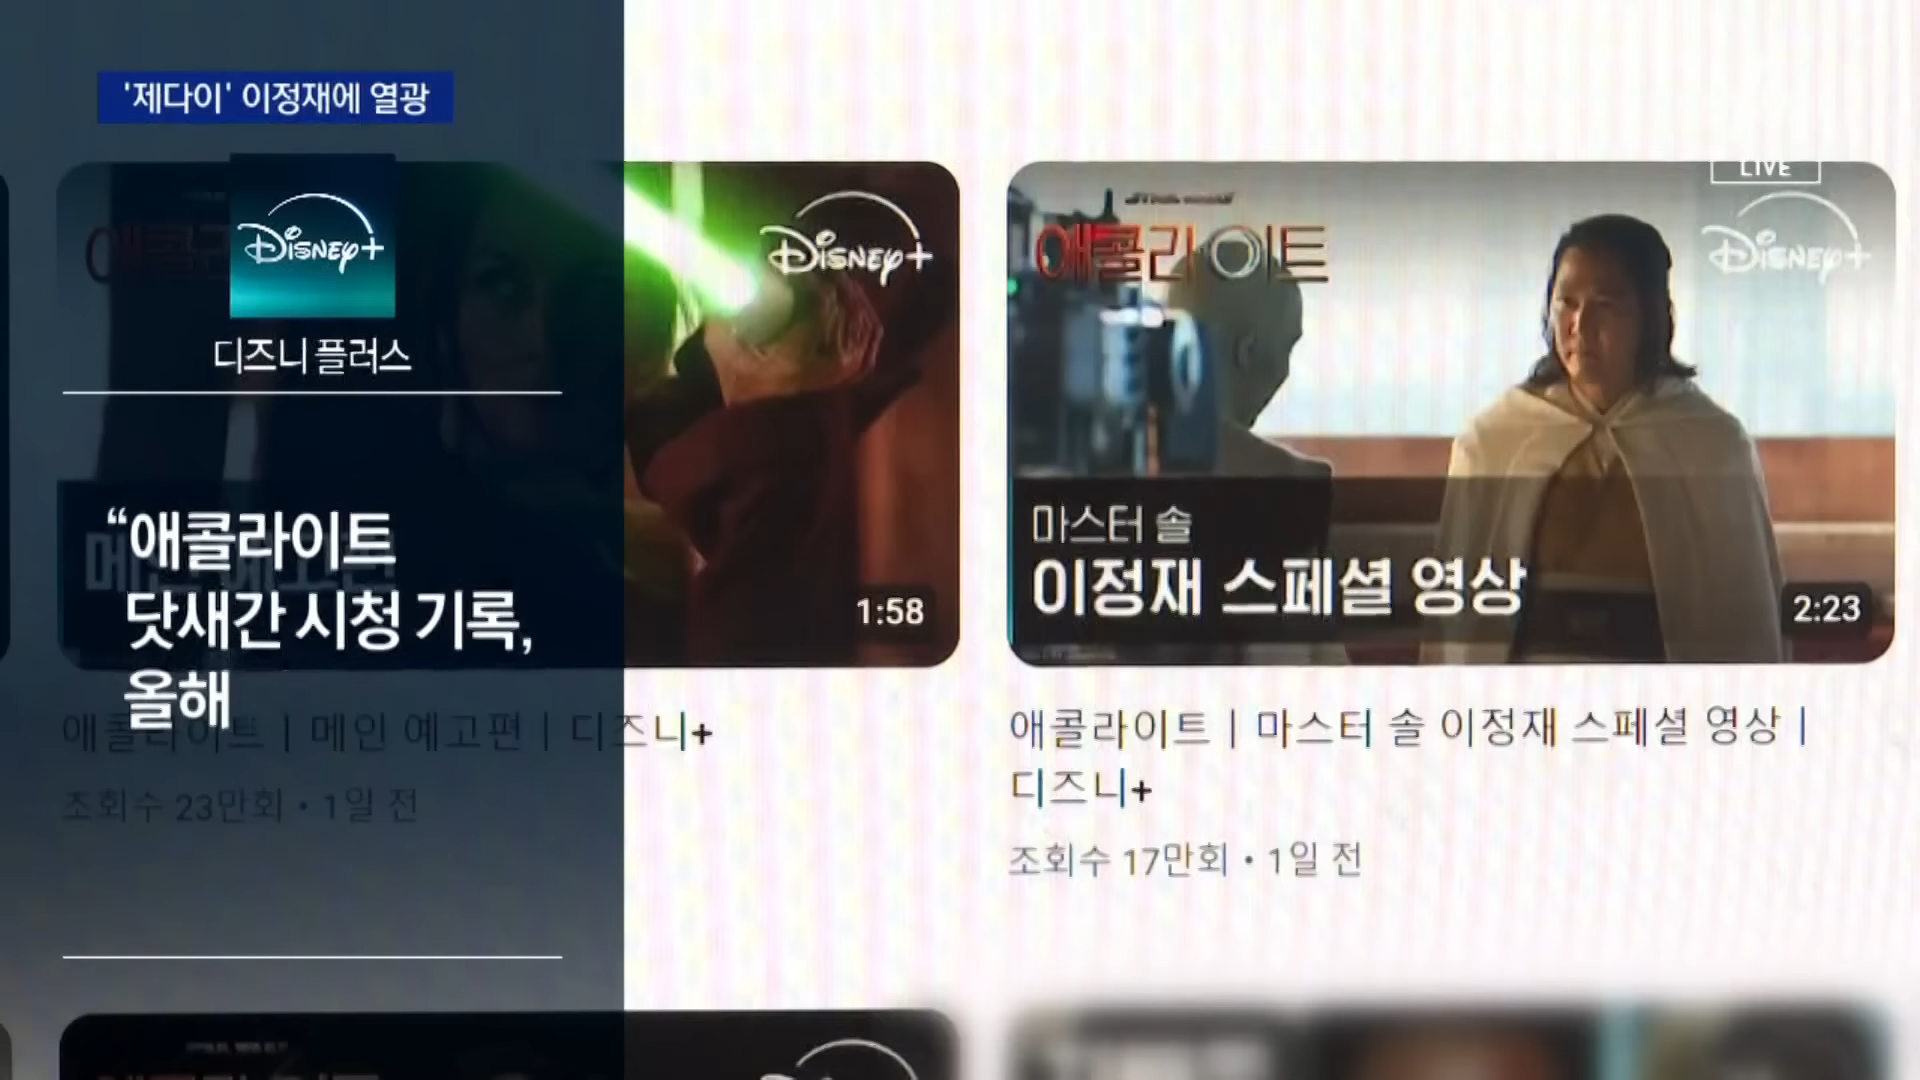 '제다이' 이정재에 열광
Disney+
디즈니 플러스
“애콜라이트
닷새간 시청 기록,
올해
Disney+
1:58
애콜라이트 | 메인 예고편 | 디즈니+
조회수 23만회 • 1일 전
LIVE
STAR WARS
애콜라이트
Disney+
마스터 솔
이정재 스페셜 영상
2:23
애콜라이트 | 마스터 솔 이정재 스페셜 영상 |
디즈니+
조회수 17만회 • 1일 전